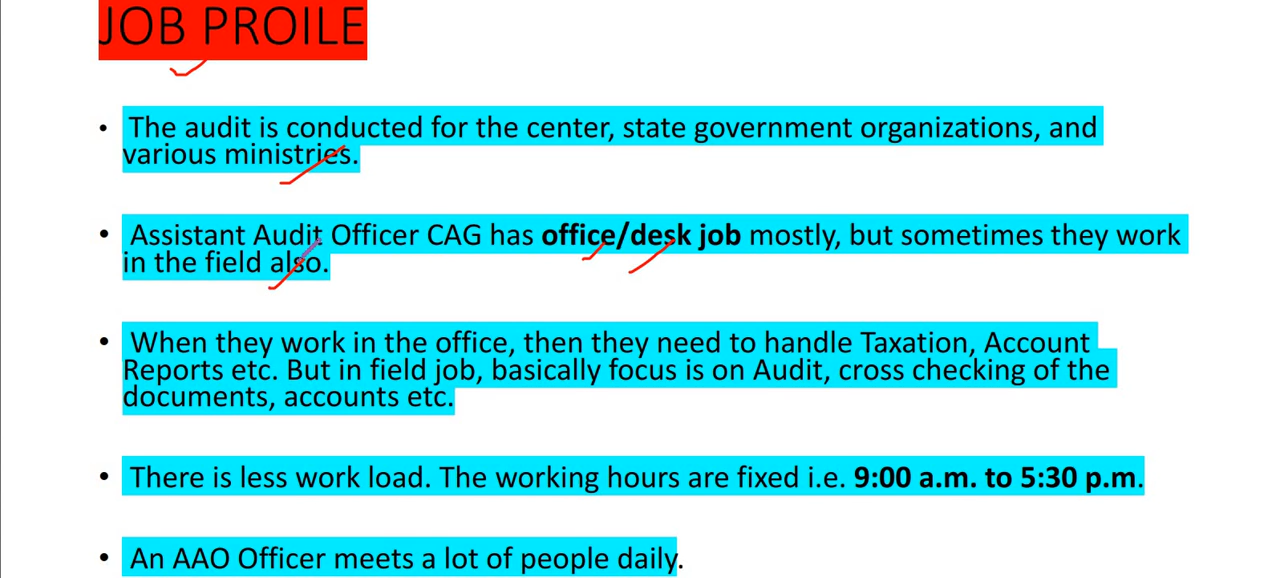 JOB PROILE
• The audit is conducted for the center, state government organizations, and
various ministries.
• Assistant Audit Officer CAG has office/desk job mostly, but sometimes they work
in the field also.
• When they work in the office, then they need to handle Taxation, Account
Reports etc. But in field job, basically focus is on Audit, cross checking of the
documents, accounts etc.
• There is less work load. The working hours are fixed i.e. 9:00 a.m. to 5:30 p.m.
• An AAO Officer meets a lot of people daily.